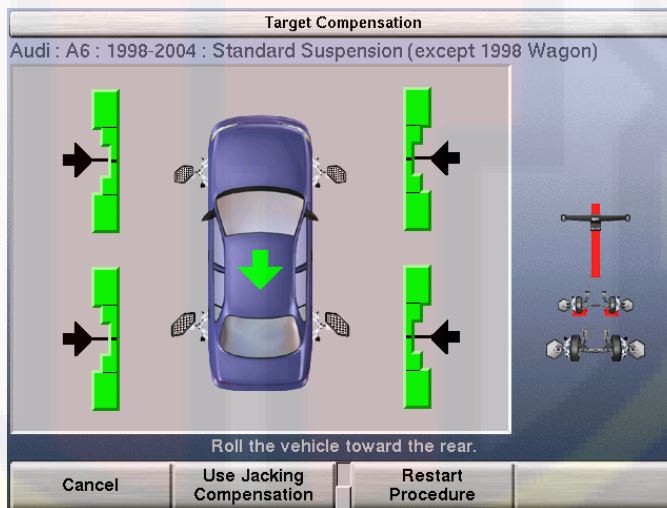 Target Compensation
Audi : A6 : 1998-2004 : Standard Suspension (except 1998 Wagon)
Roll the vehicle toward the rear.
Cancel
Use Jacking
Compensation
Restart
Procedure